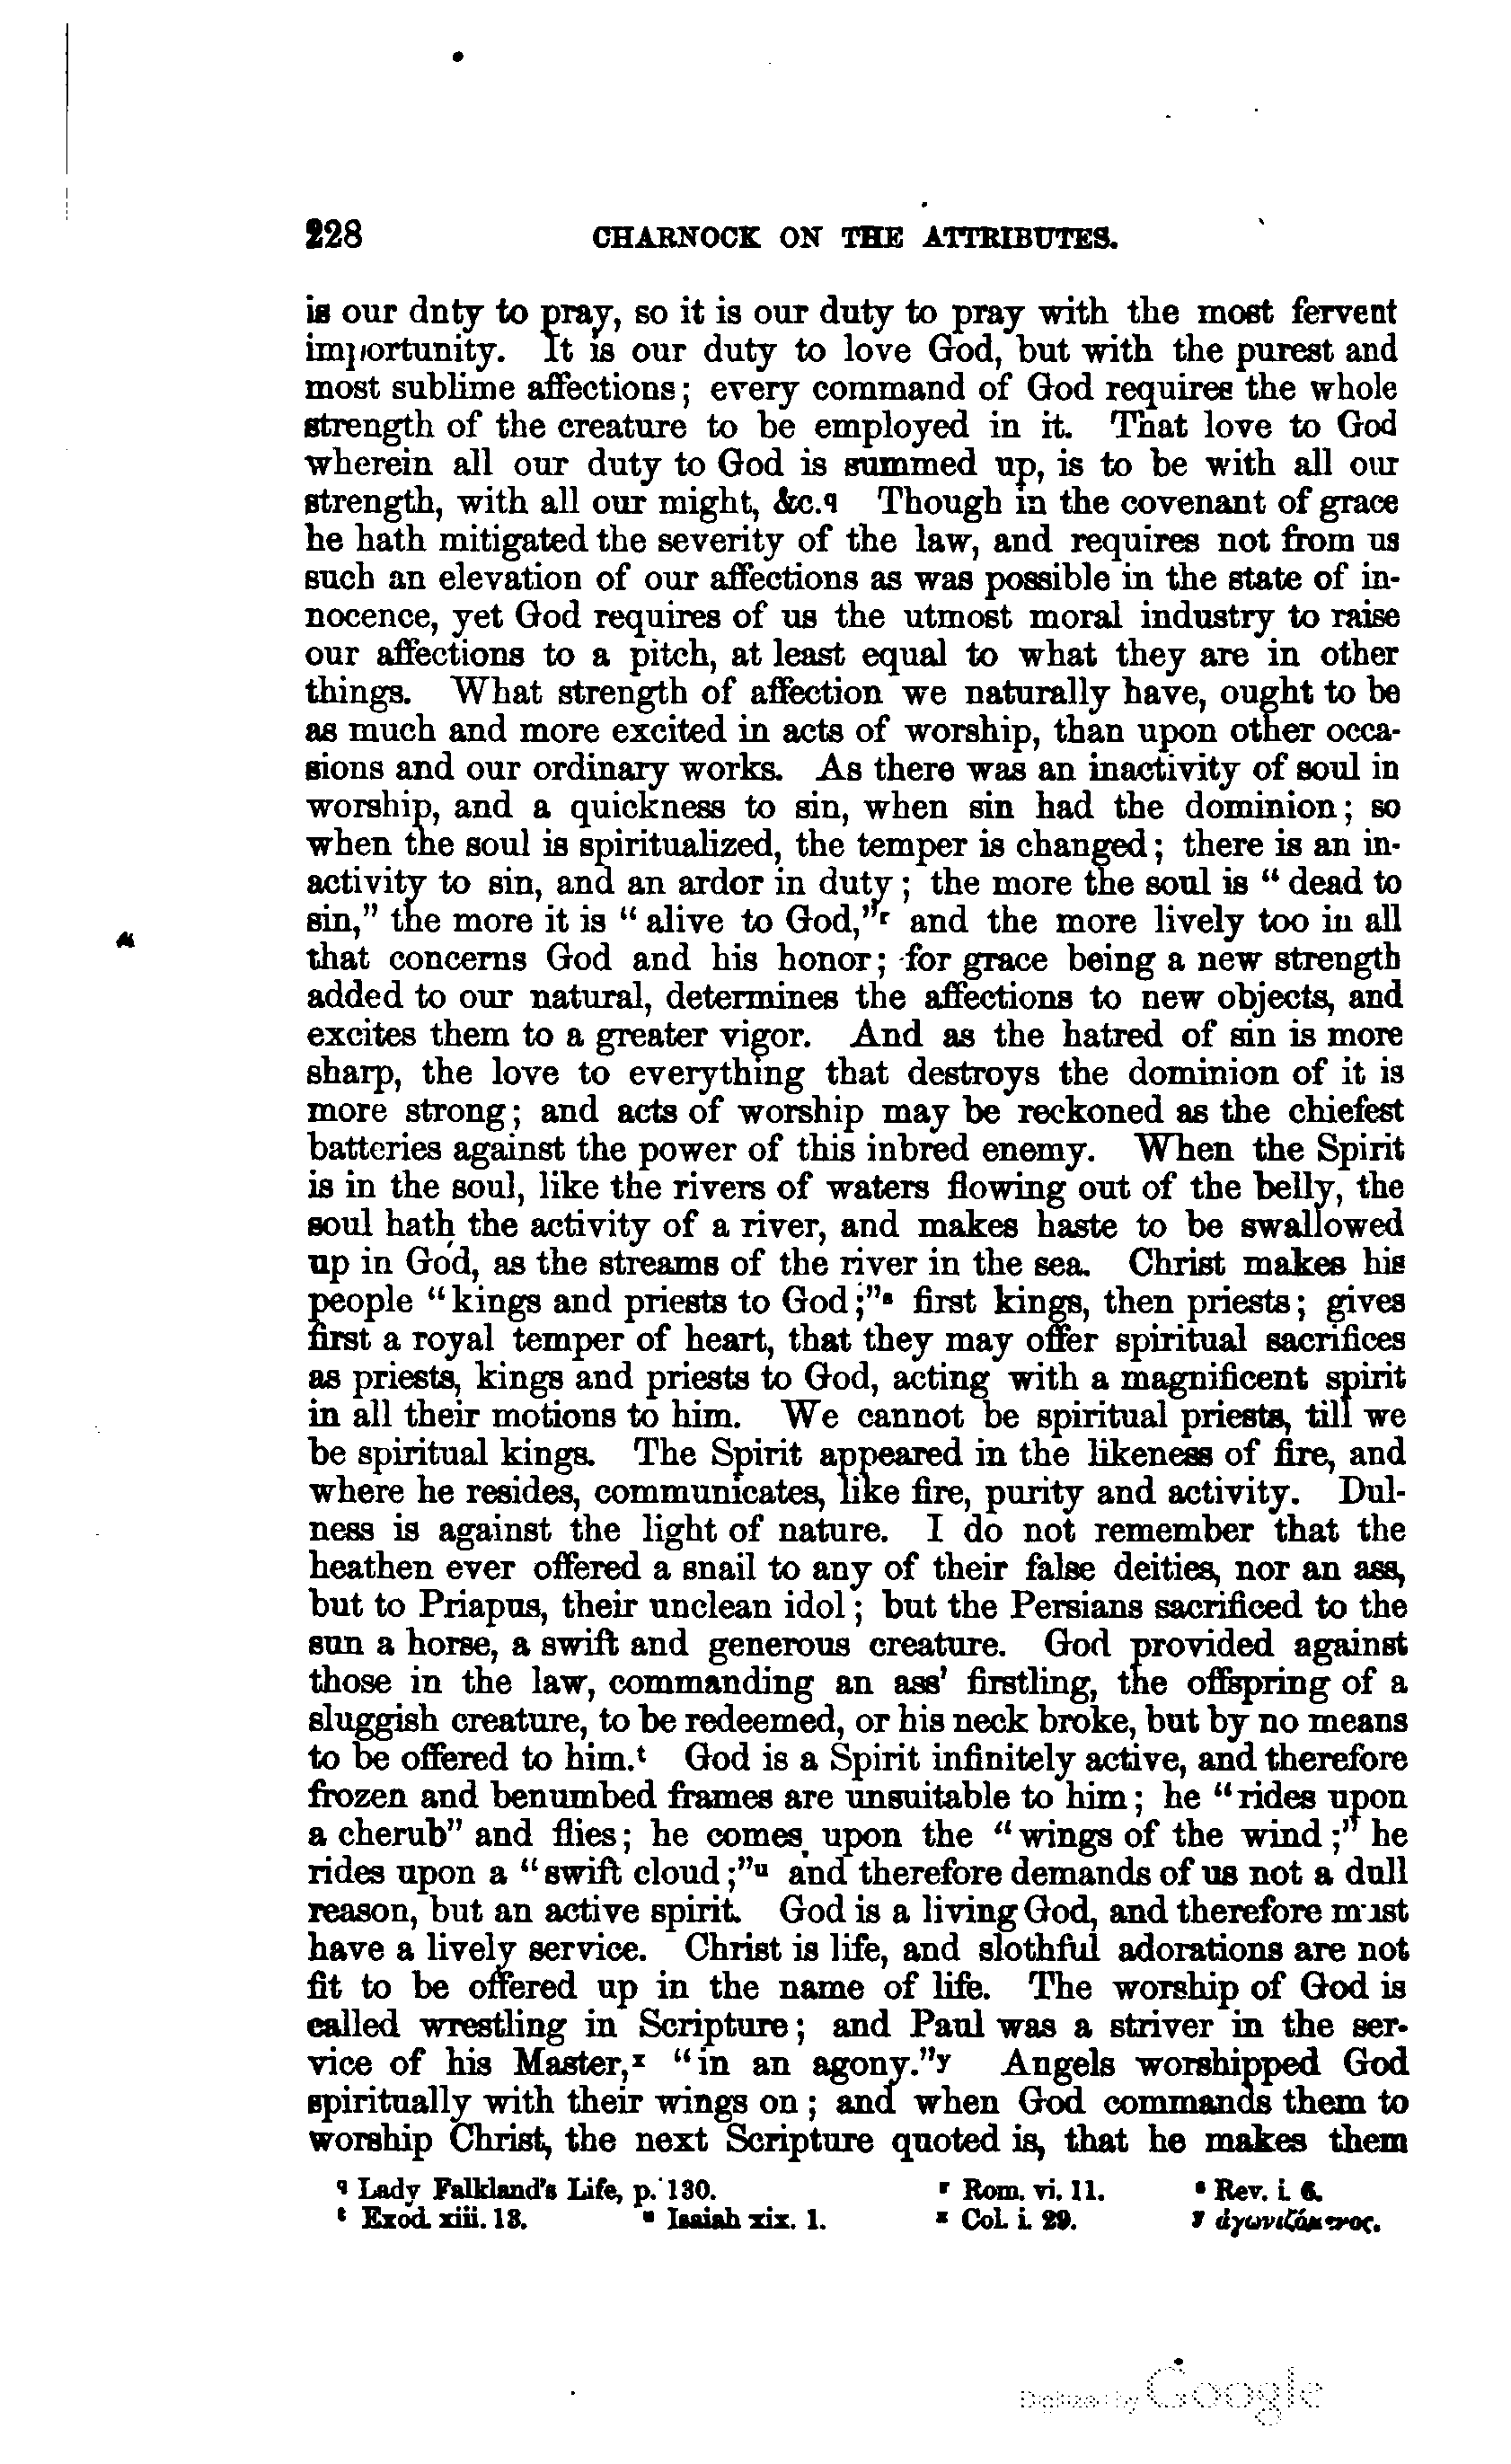 228 CHARNOCK ON THE ATTRIBUTES.
is our dnty to pray, so it is our duty to pray with the most fervent
importunity. It is our duty to love God, but with the purest and
most sublime affections; every command of God requires the whole
strength of the creature to be employed in it. That love to God
wherein all our duty to God is summed up, is to be with all our
strength, with all our might, &c.q Though in the covenant of grace
he hath mitigated the severity of the law, and requires not from us
such an elevation of our affections as was possible in the state of in-
nocence, yet God requires of us the utmost moral industry to raise
our affections to a pitch, at least equal to what they are in other
things. What strength of affection we naturally have, ought to be
as much and more excited in acts of worship, than upon other occa-
sions and our ordinary works. As there was an inactivity of soul in
worship, and a quickness to sin, when sin had the dominion; so
when the soul is spiritualized, the temper is changed; there is an in-
activity to sin, and an ardor in duty; the more the soul is "dead to
sin," the more it is "alive to God,"r and the more lively too in all
that concerns God and his honor; for grace being a new strength
added to our natural, determines the affections to new objects, and
excites them to a greater vigor. And as the hatred of sin is more
sharp, the love to everything that destroys the dominion of it is
more strong; and acts of worship may be reckoned as the chiefest
batteries against the power of this inbred enemy. When the Spirit
is in the soul, like the rivers of waters flowing out of the belly, the
soul hath the activity of a river, and makes haste to be swallowed
up in God, as the streams of the river in the sea. Christ makes his
people "kings and priests to God;"s first kings, then priests; gives
first a royal temper of heart, that they may offer spiritual sacrifices
as priests, kings and priests to God, acting with a magnificent spirit
in all their motions to him. We cannot be spiritual priests, till we
be spiritual kings. The Spirit appeared in the likeness of fire, and
where he resides, communicates, like fire, purity and activity. Dul-
ness is against the light of nature. I do not remember that the
heathen ever offered a snail to any of their false deities, nor an ass,
but to Priapus, their unclean idol; but the Persians sacrificed to the
sun a horse, a swift and generous creature. God provided against
those in the law, commanding an ass' firstling, the offspring of a
sluggish creature, to be redeemed, or his neck broke, but by no means
to be offered to him.t God is a Spirit infinitely active, and therefore
frozen and benumbed frames are unsuitable to him; he "rides upon
a cherub" and flies; he comes upon the "wings of the wind;" he
rides upon a "swift cloud;"u and therefore demands of us not a dull
reason, but an active spirit. God is a living God, and therefore must
have a lively service. Christ is life, and slothful adorations are not
fit to be offered up in the name of life. The worship of God is
called wrestling in Scripture; and Paul was a striver in the ser-
vice of his Master,x "in an agony."y Angels worshipped God
spiritually with their wings on; and when God commands them to
worship Christ, the next Scripture quoted is, that he makes them
q Lady Falkland's Life, p. 130. r Rom. vi. 11. s Rev. i. 6.
t Exod. xiii. 13. u Isaiah xix. 1. x Col. i. 29. y ἀγωνιζόμενος.
Digitized by Google